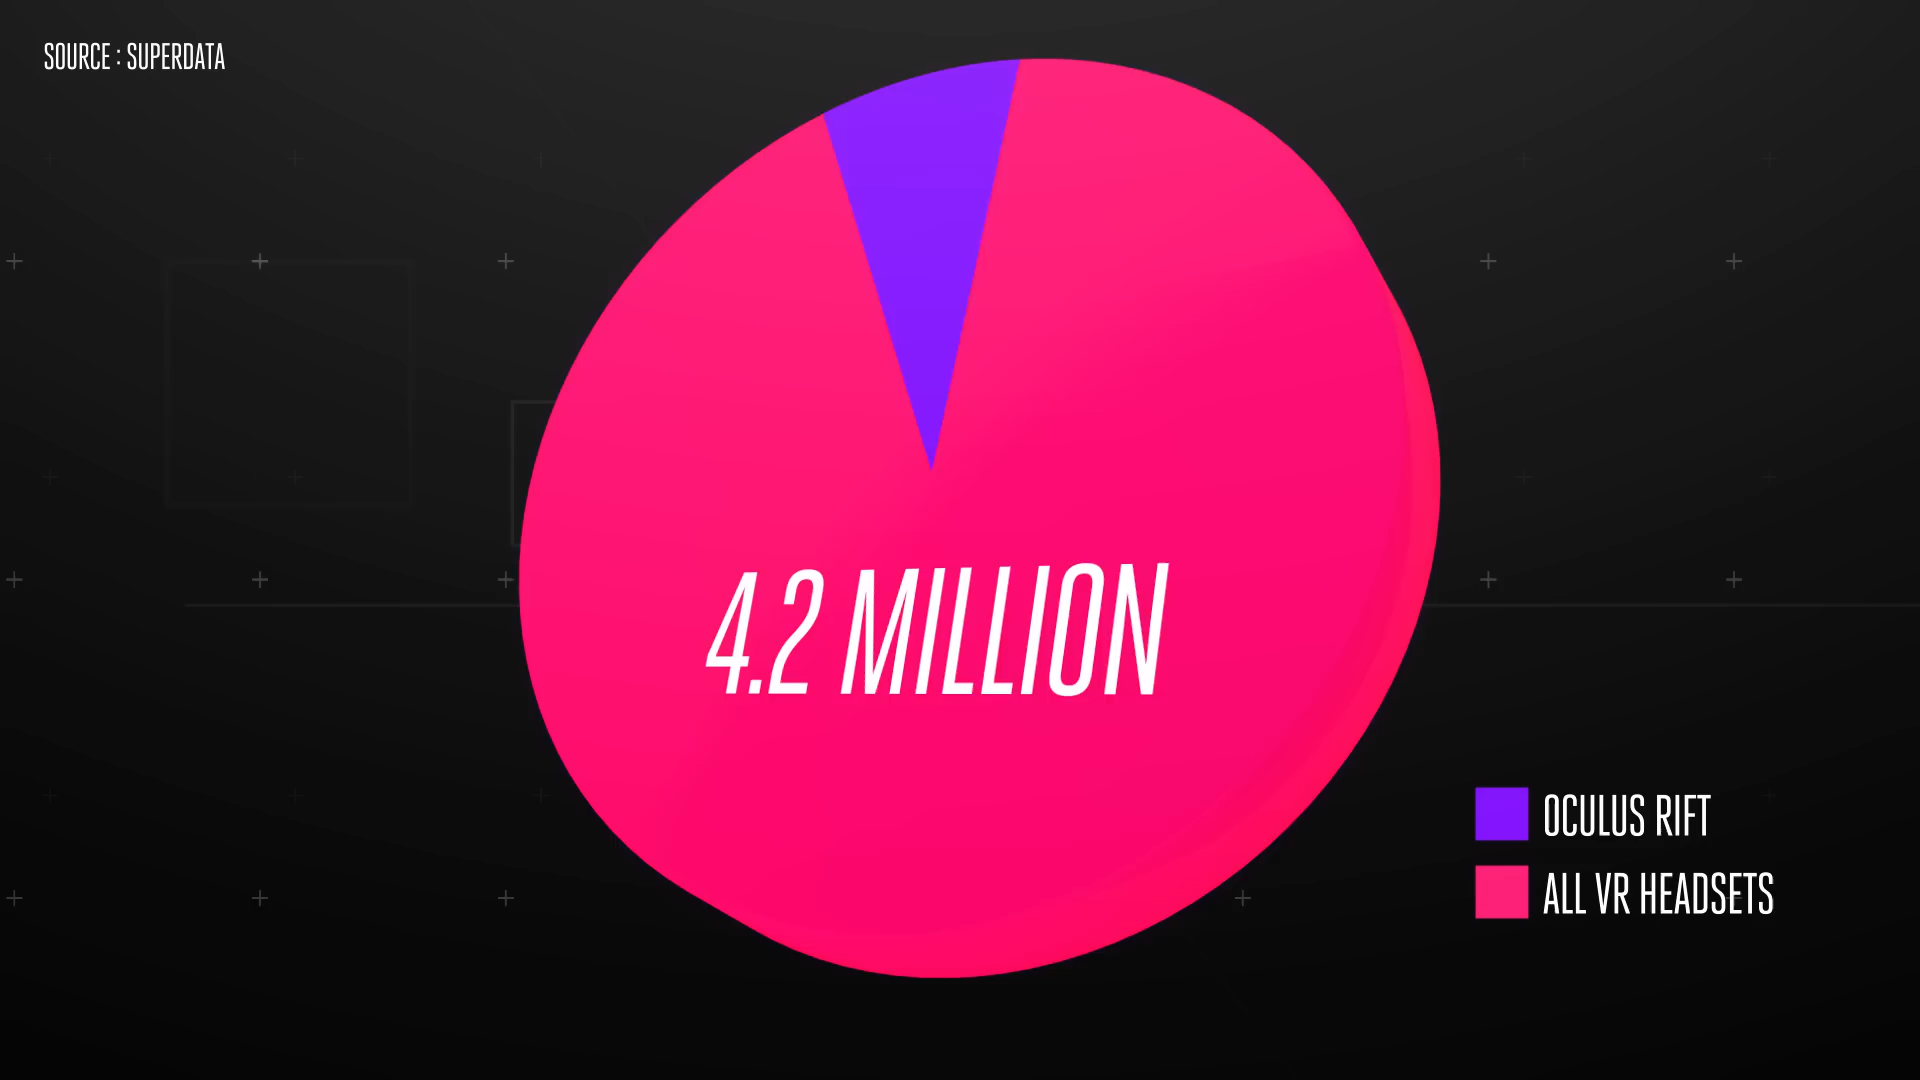 SOURCE : SUPERDATA
4.2 MILLION
OCULUS RIFT
ALL VR HEADSETS